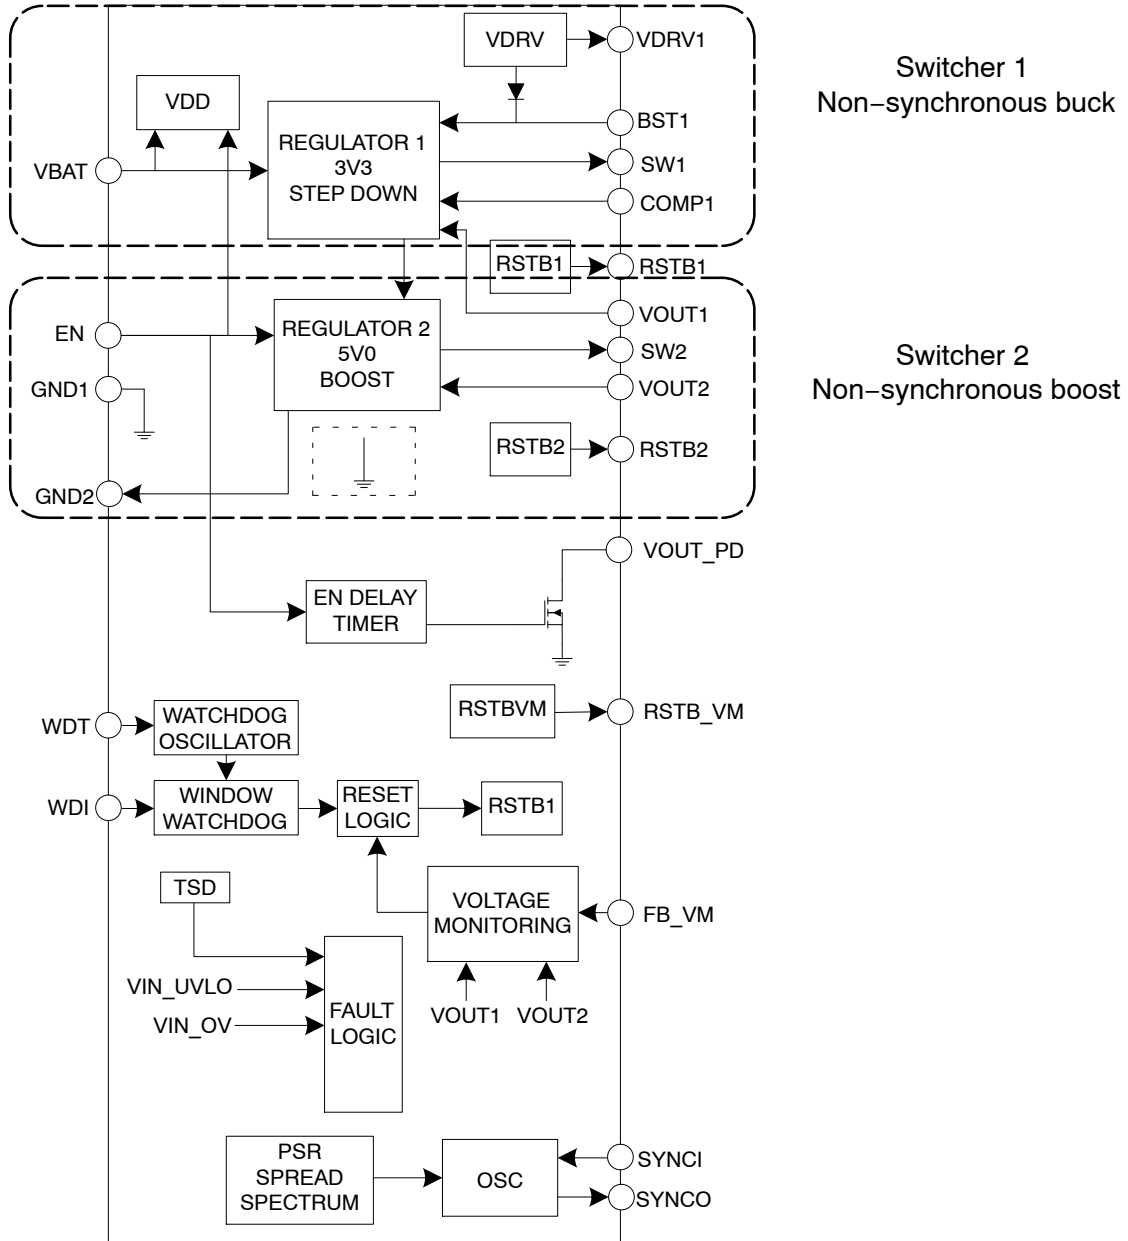 VDRV
VDRV1
Switcher 1
Non−synchronous buck
VDD
BST1
REGULATOR 1
3V3
STEP DOWN
VBAT
SW1
COMP1
RSTB1
RSTB1
VOUT1
EN
REGULATOR 2
5V0
BOOST
SW2
Switcher 2
Non−synchronous boost
GND1
VOUT2
RSTB2
RSTB2
GND2
VOUT_PD
EN DELAY
TIMER
RSTBVM
RSTB_VM
WDT
WATCHDOG
OSCILLATOR
WDI
WINDOW
WATCHDOG
RESET
LOGIC
RSTB1
TSD
VOLTAGE
MONITORING
FB_VM
VIN_UVLO
VIN_OV
FAULT
LOGIC
VOUT1
VOUT2
PSR
SPREAD
SPECTRUM
OSC
SYNCI
SYNCO